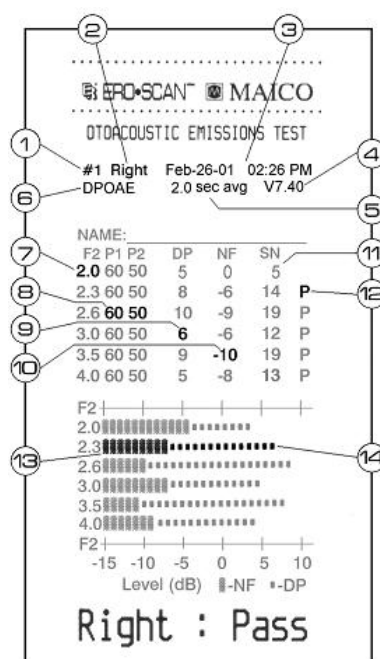 2 3
ERO•SCAN™ MAICO
OTOACOUSTIC EMISSIONS TEST
1 #1 Right Feb-26-01 02:26 PM 4
6 DPOAE 2.0 sec avg V7.40
5
NAME:
7 F2 P1 P2 DP NF SN 11
2.0 60 50 5 0 5
8 2.3 60 50 8 -6 14 P 12
2.6 60 50 10 -9 19 P
9 3.0 60 50 6 -6 12 P
10 3.5 60 50 9 -10 19 P
4.0 60 50 5 -8 13 P
F2
2.0
13 2.3 14
2.6
3.0
3.5
4.0
F2
-15 -10 -5 0 5 10
Level (dB) -NF -DP
Right : Pass